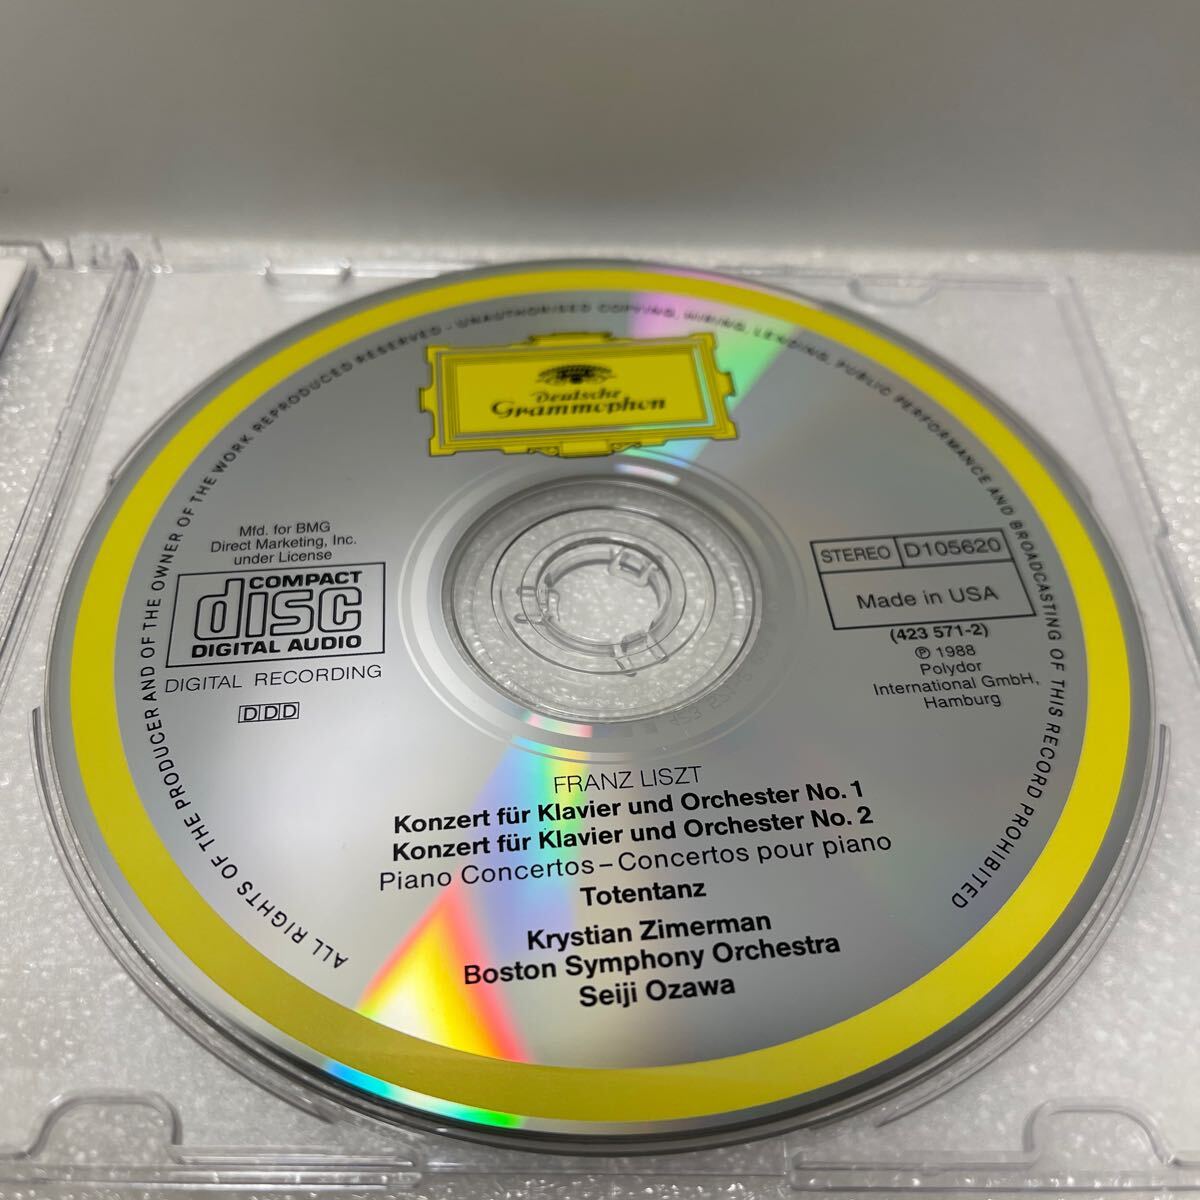 ALL RIGHTS OF THE PRODUCER AND OF THE OWNER OF THE WORK REPRODUCED RESERVED - UNAUTHORISED COPYING, HIRING, LENDING, PUBLIC PERFORMANCE AND BROADCASTING OF THIS RECORD PROHIBITED
Deutsche
Grammophon
Mfd. for BMG
Direct Marketing, Inc.
under License
COMPACT
disc
DIGITAL AUDIO
DIGITAL RECORDING
DDD
STEREO D105620
Made in USA
(423 571-2)
℗ 1988
Polydor
International GmbH,
Hamburg
FRANZ LISZT
Konzert für Klavier und Orchester No. 1
Konzert für Klavier und Orchester No. 2
Piano Concertos – Concertos pour piano
Totentanz
Krystian Zimerman
Boston Symphony Orchestra
Seiji Ozawa